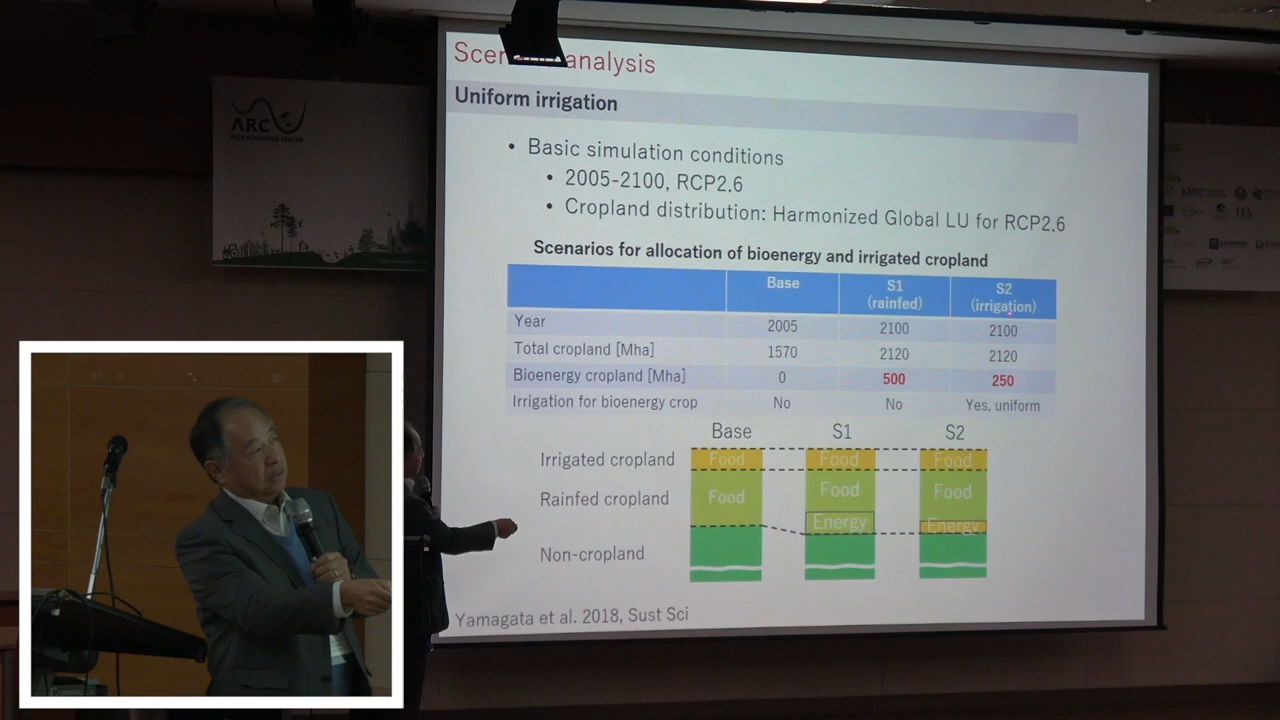 Scenario analysis
Uniform irrigation
• Basic simulation conditions
• 2005-2100, RCP2.6
• Cropland distribution: Harmonized Global LU for RCP2.6
Scenarios for allocation of bioenergy and irrigated cropland
Base S1 (rainfed) S2 (irrigation)
Year 2005 2100 2100
Total cropland [Mha] 1570 2120 2120
Bioenergy cropland [Mha] 0 500 250
Irrigation for bioenergy crop No No Yes, uniform
Base S1 S2
Irrigated cropland Food Food Food
Rainfed cropland Food Food Food
Energy Energy
Non-cropland
Yamagata et al. 2018, Sust Sci
ARC
ASIA RESILIENCE CENTER